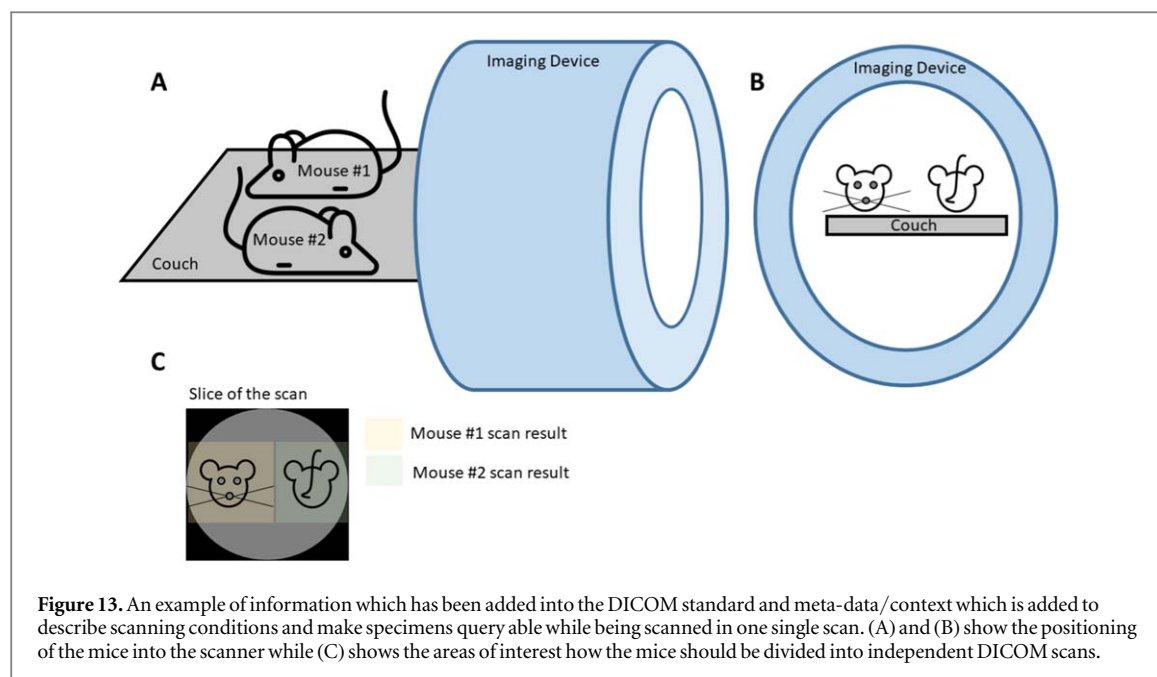 A
Imaging Device
B
Imaging Device
Mouse #1
Mouse #2
Couch
Couch
C
Slice of the scan
Mouse #1 scan result
Mouse #2 scan result
Figure 13. An example of information which has been added into the DICOM standard and meta-data/context which is added to
describe scanning conditions and make specimens query able while being scanned in one single scan. (A) and (B) show the positioning
of the mice into the scanner while (C) shows the areas of interest how the mice should be divided into independent DICOM scans.